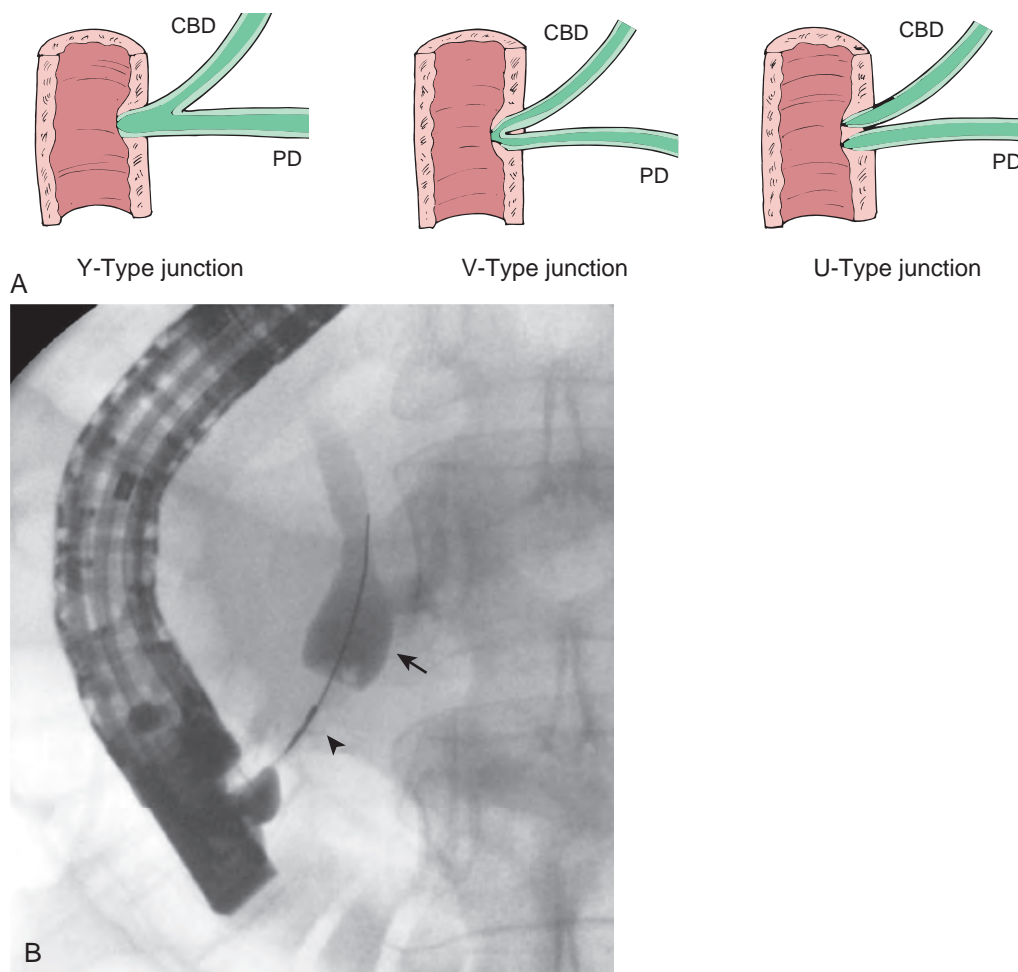 CBD
PD
Y-Type junction
CBD
PD
V-Type junction
CBD
PD
U-Type junction
A
B